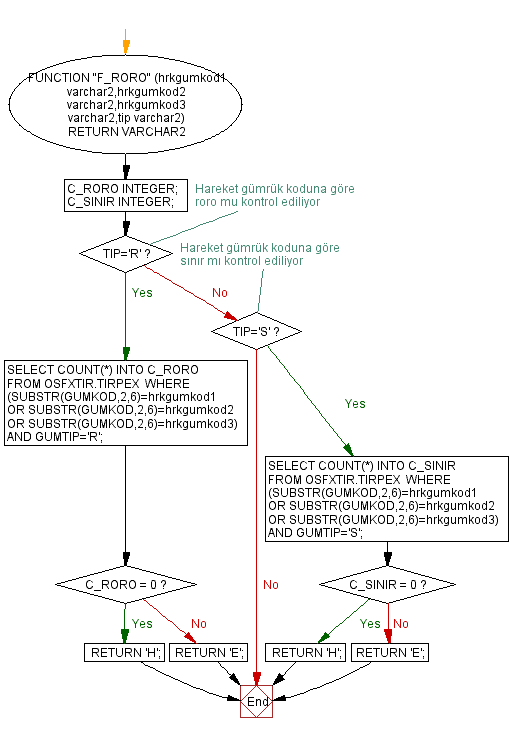 FUNCTION "F_RORO" (hrkgumkod1
varchar2,hrkgumkod2
varchar2,hrkgumkod3
varchar2,tip varchar2)
RETURN VARCHAR2
C_RORO INTEGER;
C_SINIR INTEGER;
Hareket gümrük koduna göre
roro mu kontrol ediliyor
TIP='R' ?
Hareket gümrük koduna göre
sınır mı kontrol ediliyor
Yes
No
TIP='S' ?
SELECT COUNT(*) INTO C_RORO
FROM OSFXTIR.TIRPEX WHERE
(SUBSTR(GUMKOD,2,6)=hrkgumkod1
OR SUBSTR(GUMKOD,2,6)=hrkgumkod2
OR SUBSTR(GUMKOD,2,6)=hrkgumkod3)
AND GUMTIP='R';
Yes
SELECT COUNT(*) INTO C_SINIR
FROM OSFXTIR.TIRPEX WHERE
(SUBSTR(GUMKOD,2,6)=hrkgumkod1
OR SUBSTR(GUMKOD,2,6)=hrkgumkod2
OR SUBSTR(GUMKOD,2,6)=hrkgumkod3)
AND GUMTIP='S';
C_RORO = 0 ?
No
C_SINIR = 0 ?
Yes
No
Yes
No
RETURN 'H';
RETURN 'E';
RETURN 'H';
RETURN 'E';
End